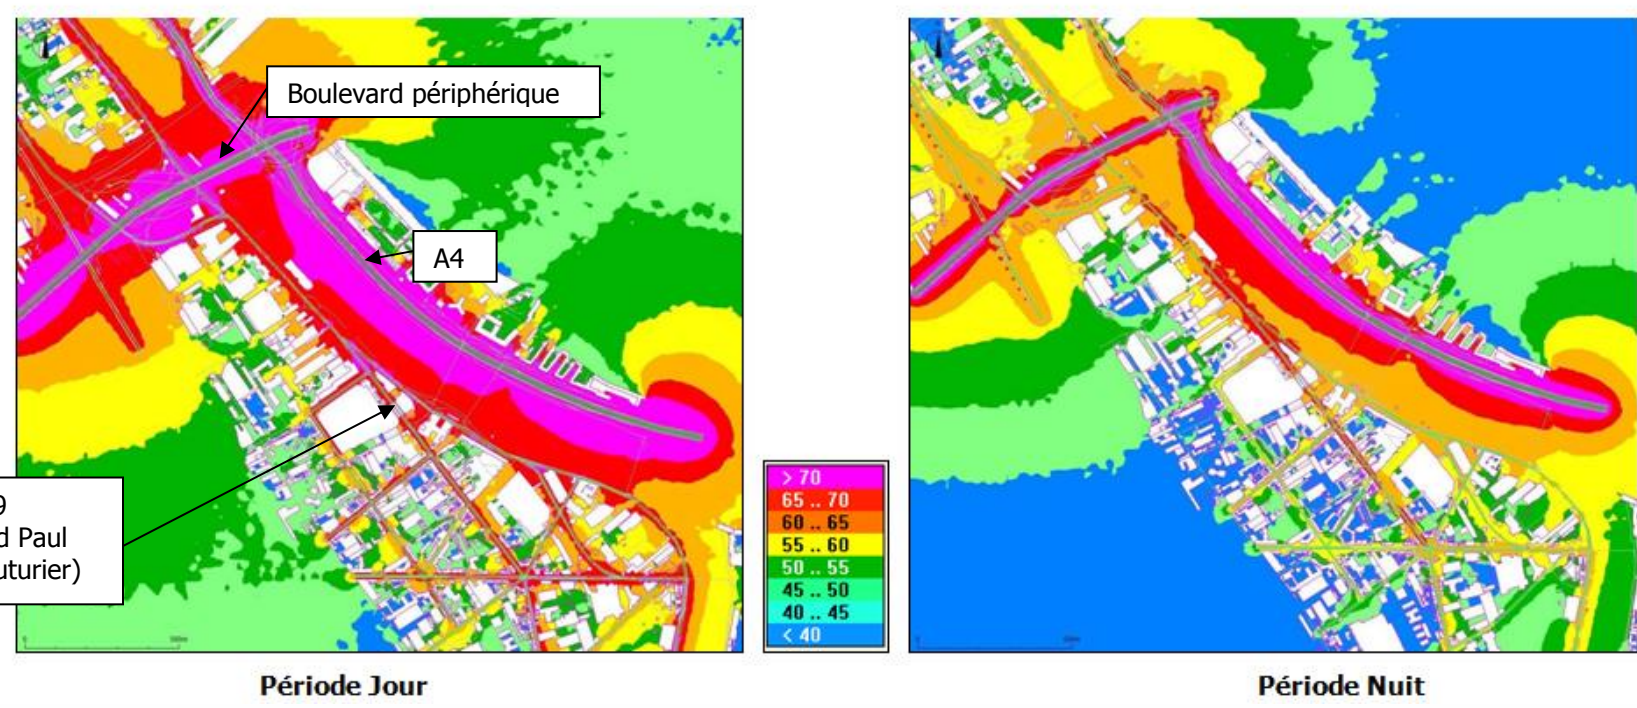 Boulevard périphérique
A4
9
d Paul
uturier)
> 70
65 .. 70
60 .. 65
55 .. 60
50 .. 55
45 .. 50
40 .. 45
< 40
Période Jour
Période Nuit